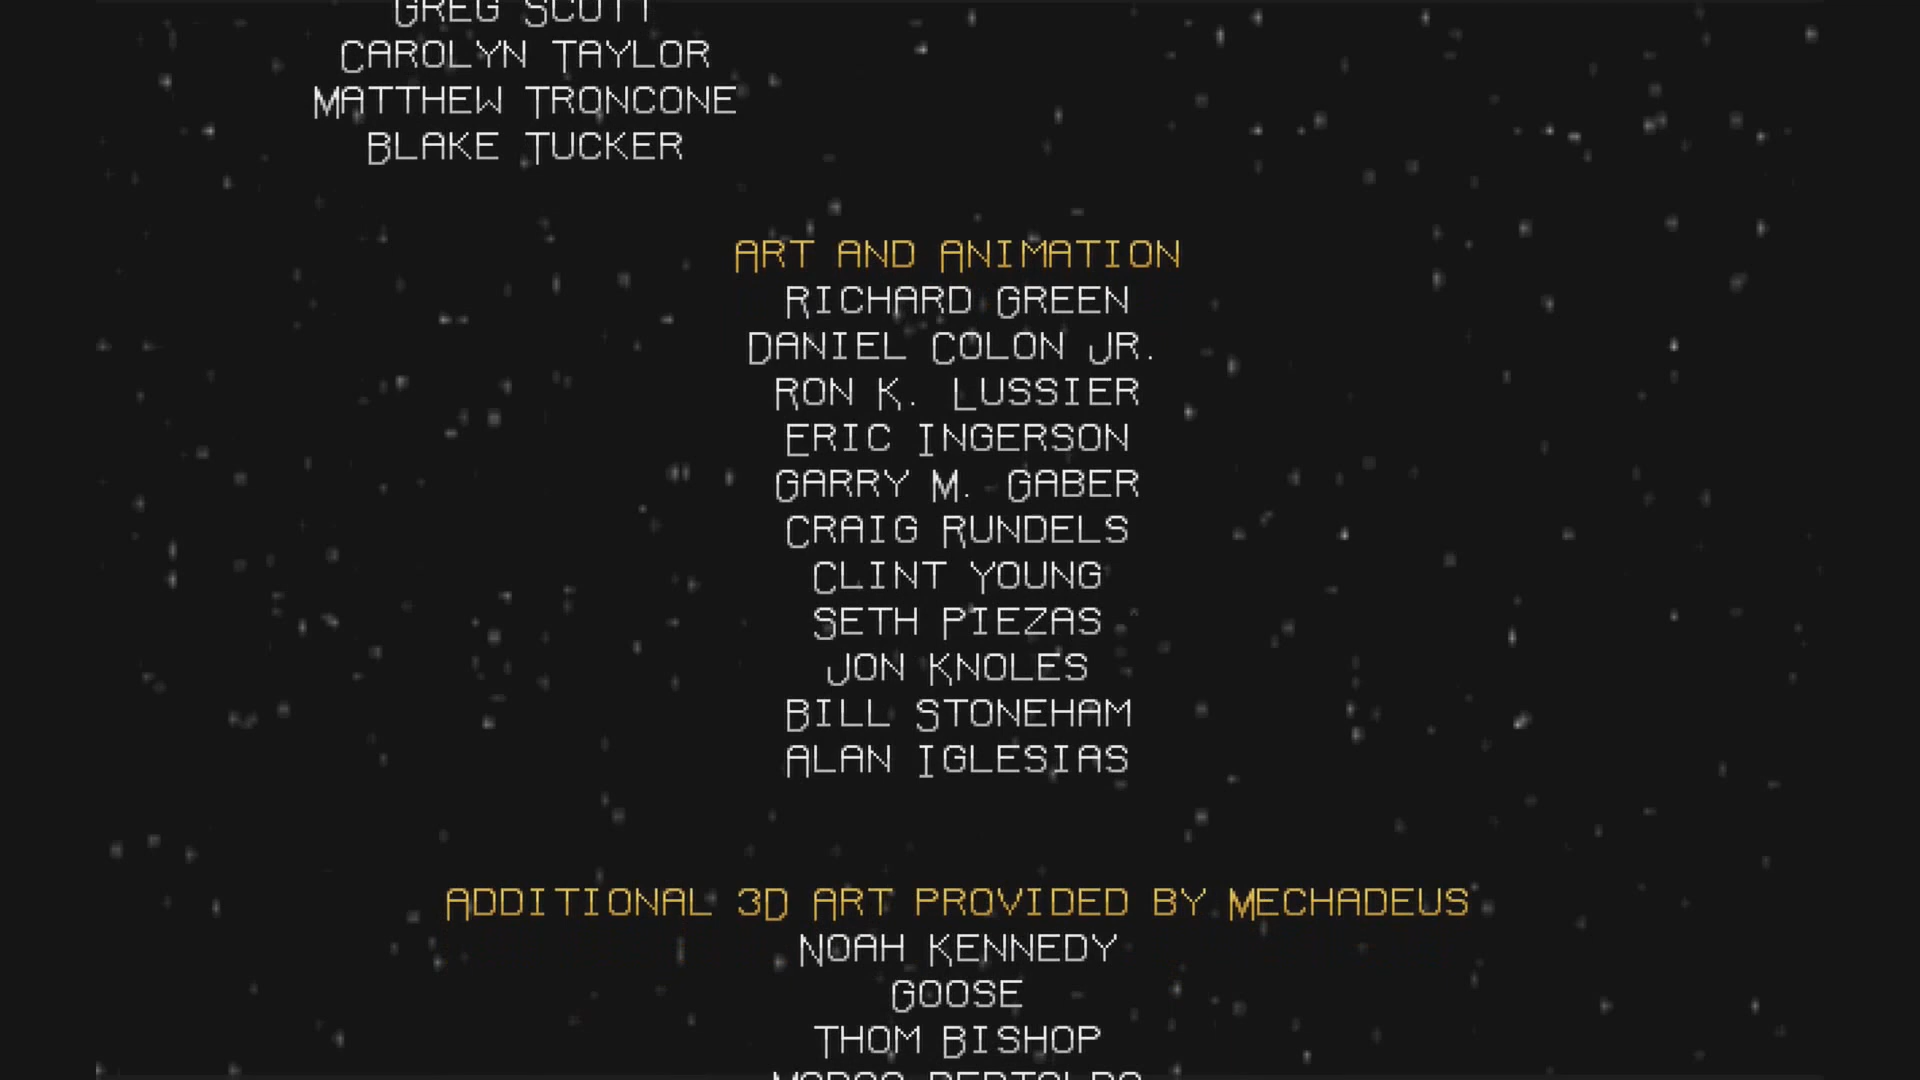 Greg Scott
Carolyn Taylor
Matthew Troncone
Blake Tucker
Art and Animation
Richard Green
Daniel Colon Jr.
Ron K. Lussier
Eric Ingerson
Garry M. Gaber
Craig Rundels
Clint Young
Seth Piezas
Jon Knoles
Bill Stoneham
Alan Iglesias
Additional 3D Art provided by Mechadeus
Noah Kennedy
Goose
Thom Bishop